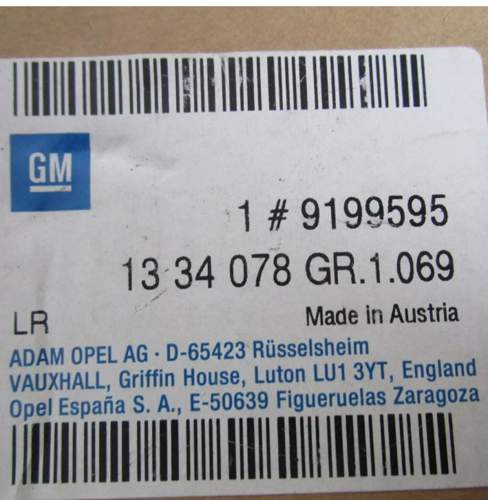 GM
1 # 9199595
13 34 078 GR.1.069
LR
Made in Austria
ADAM OPEL AG · D-65423 Rüsselsheim
VAUXHALL, Griffin House, Luton LU1 3YT, England
Opel España S. A., E-50639 Figueruelas Zaragoza